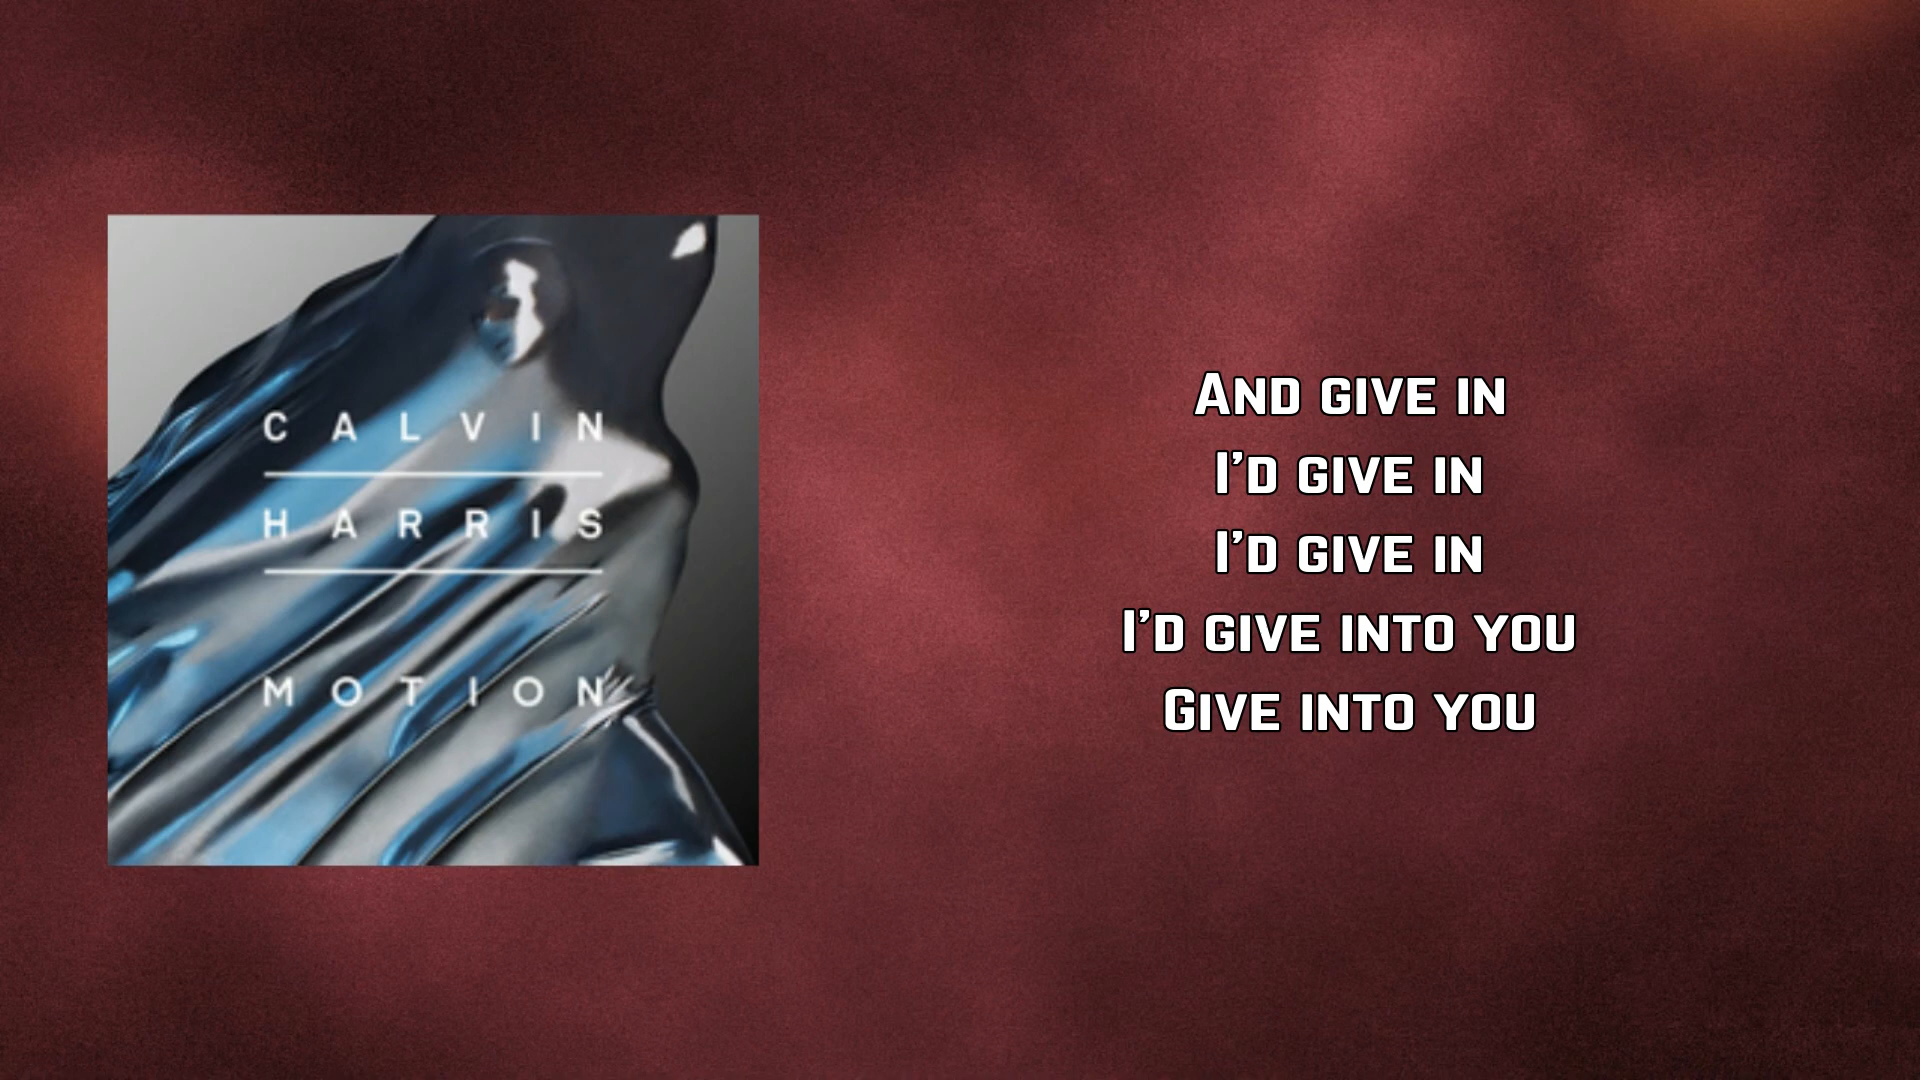 CALVIN
HARRIS
MOTION
And give in
I'd give in
I'd give in
I'd give into you
Give into you